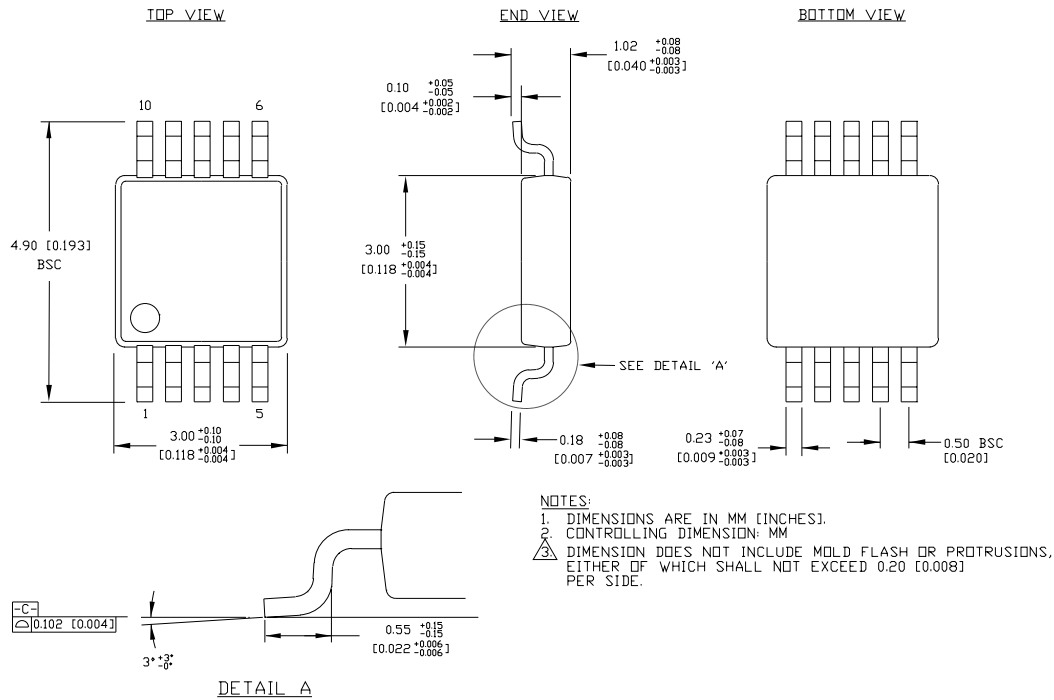 TOP VIEW
END VIEW
BOTTOM VIEW
1.02 +0.08 -0.08
[0.040 +0.003 -0.003]
0.10 +0.05 -0.05
[0.004 +0.002 -0.002]
10
6
4.90 [0.193]
BSC
3.00 +0.15 -0.15
[0.118 +0.004 -0.004]
SEE DETAIL 'A'
1
5
3.00 +0.10 -0.10
[0.118 +0.004 -0.004]
0.18 +0.08 -0.08
[0.007 +0.003 -0.003]
0.23 +0.07 -0.08
[0.009 +0.003 -0.003]
0.50 BSC
[0.020]
NOTES:
1. DIMENSIONS ARE IN MM [INCHES].
2. CONTROLLING DIMENSION: MM
3. DIMENSION DOES NOT INCLUDE MOLD FLASH OR PROTRUSIONS,
EITHER OF WHICH SHALL NOT EXCEED 0.20 [0.008]
PER SIDE.
-C-
0.102 [0.004]
3° +3° -0°
0.55 +0.15 -0.15
[0.022 +0.006 -0.006]
DETAIL A